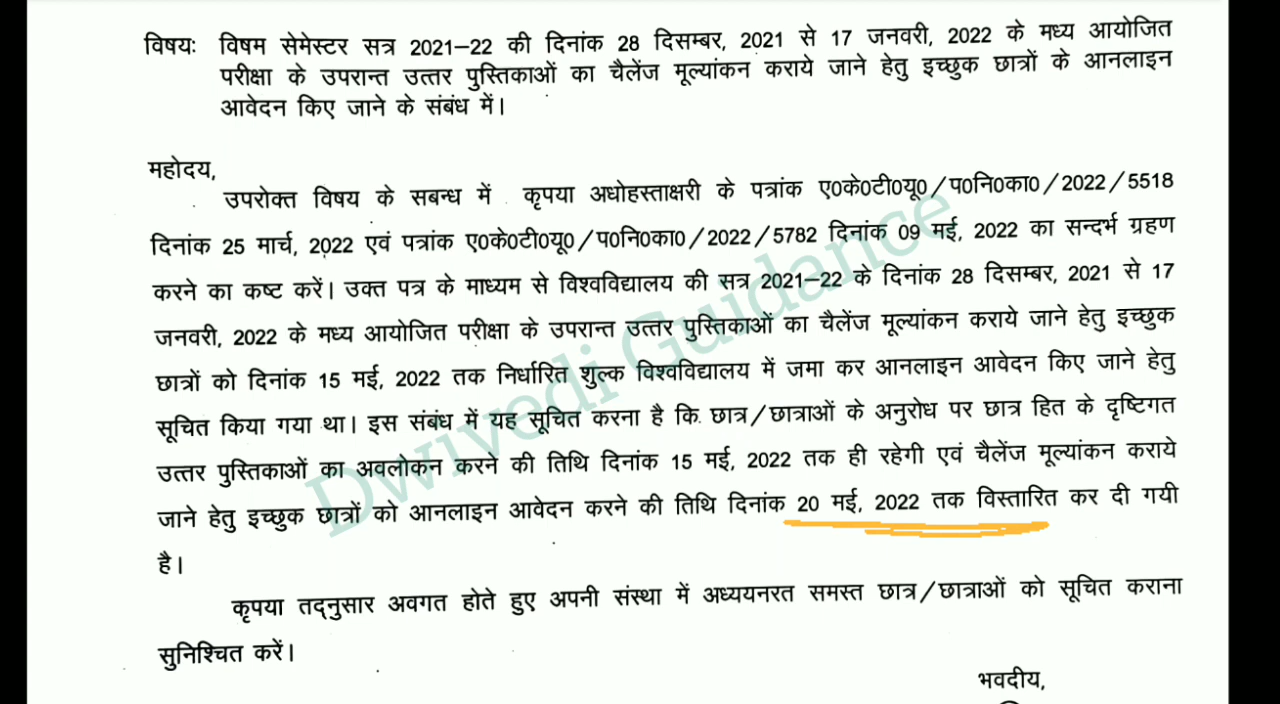 विषयः विषम सेमेस्टर सत्र 2021–22 की दिनांक 28 दिसम्बर, 2021 से 17 जनवरी, 2022 के मध्य आयोजित
परीक्षा के उपरान्त उत्तर पुस्तिकाओं का चैलेंज मूल्यांकन कराये जाने हेतु इच्छुक छात्रों के आनलाइन
आवेदन किए जाने के संबंध में।
महोदय,
उपरोक्त विषय के सबन्ध में कृपया अधोहस्ताक्षरी के पत्रांक ए0के0टी0यू0/प0नि0का0/2022/5518
दिनांक 25 मार्च, 2022 एवं पत्रांक ए0के0टी0यू0/प0नि0का0/2022/5782 दिनांक 09 मई, 2022 का सन्दर्भ ग्रहण
करने का कष्ट करें। उक्त पत्र के माध्यम से विश्वविद्यालय की सत्र 2021–22 के दिनांक 28 दिसम्बर, 2021 से 17
जनवरी, 2022 के मध्य आयोजित परीक्षा के उपरान्त उत्तर पुस्तिकाओं का चैलेंज मूल्यांकन कराये जाने हेतु इच्छुक
छात्रों को दिनांक 15 मई, 2022 तक निर्धारित शुल्क विश्वविद्यालय में जमा कर आनलाइन आवेदन किए जाने हेतु
सूचित किया गया था। इस संबंध में यह सूचित करना है कि छात्र/छात्राओं के अनुरोध पर छात्र हित के दृष्टिगत
उत्तर पुस्तिकाओं का अवलोकन करने की तिथि दिनांक 15 मई, 2022 तक ही रहेगी एवं चैलेंज मूल्यांकन कराये
जाने हेतु इच्छुक छात्रों को आनलाइन आवेदन करने की तिथि दिनांक 20 मई, 2022 तक विस्तारित कर दी गयी
है।
कृपया तद्नुसार अवगत होते हुए अपनी संस्था में अध्ययनरत समस्त छात्र/छात्राओं को सूचित कराना
सुनिश्चित करें।
भवदीय,
Dwivedi Guidance